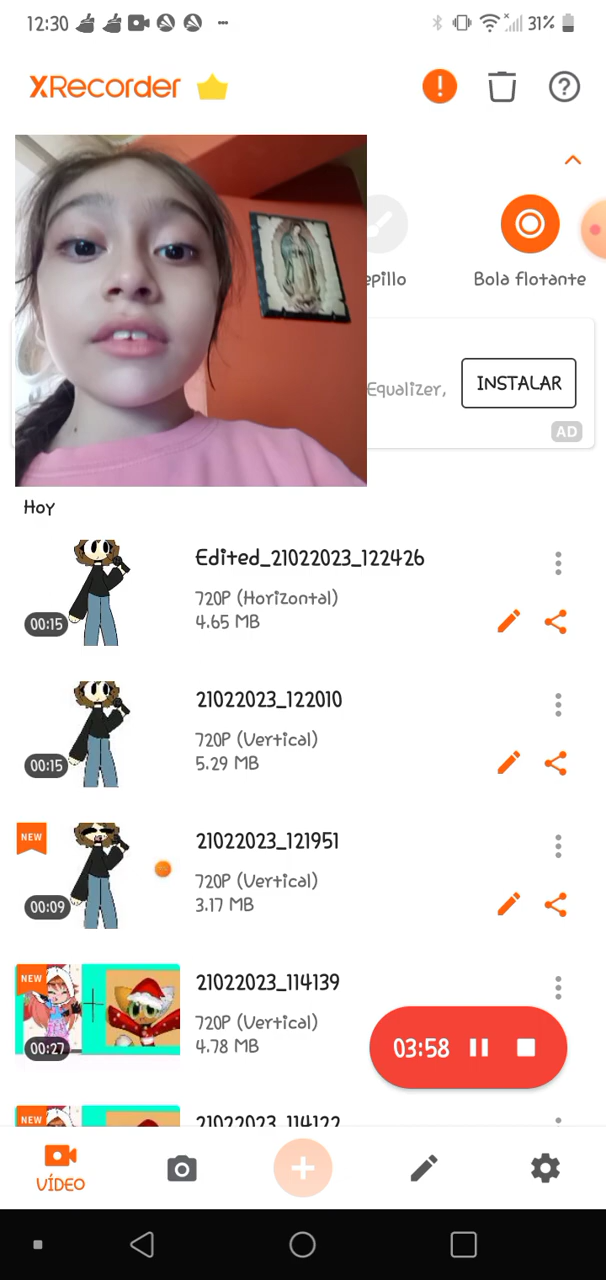 12:30
31%
XRecorder
epillo
Bola flotante
Equalizer,
INSTALAR
AD
Hoy
Edited_21022023_122426
720P (Horizontal)
4.65 MB
00:15
21022023_122010
720P (Vertical)
5.29 MB
00:15
NEW
21022023_121951
720P (Vertical)
3.17 MB
00:09
NEW
21022023_114139
720P (Vertical)
4.78 MB
00:27
03:58
NEW
21022023_114122
VÍDEO